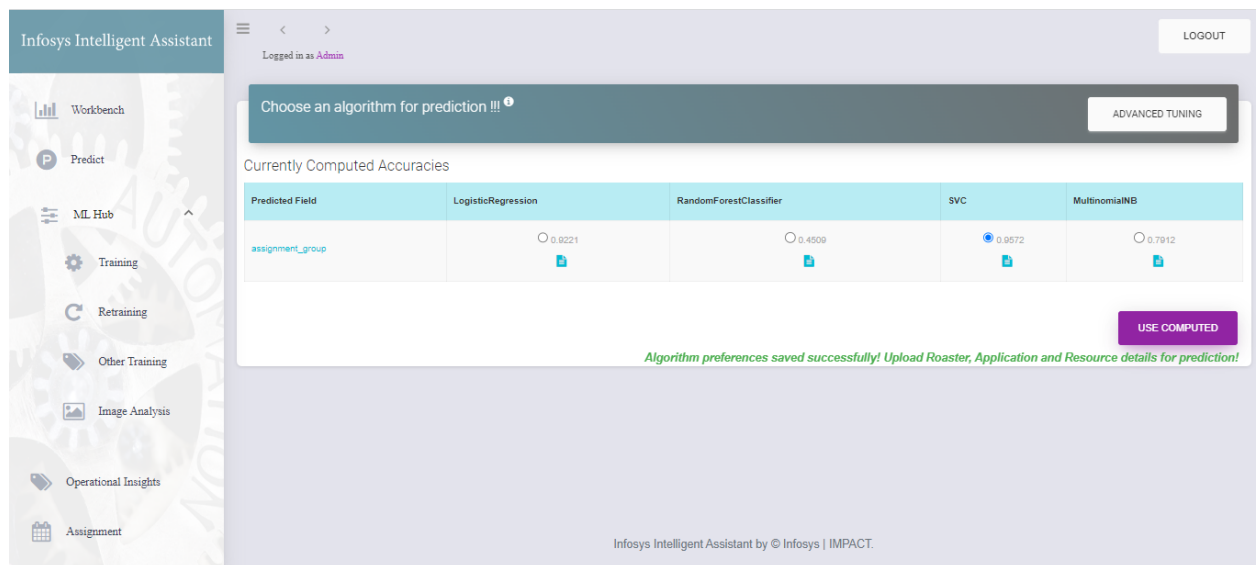 Infosys Intelligent Assistant
Logged in as Admin
LOGOUT
Workbench
P Predict
ML Hub
Training
Retraining
Other Training
Image Analysis
Operational Insights
Assignment
AUTOMATION
Choose an algorithm for prediction !!!
ADVANCED TUNING
Currently Computed Accuracies
Predicted Field LogisticRegression RandomForestClassifier SVC MultinomialNB
assignment_group 0.9221 0.4509 0.9572 0.7912
USE COMPUTED
Algorithm preferences saved successfully! Upload Roaster, Application and Resource details for prediction!
Infosys Intelligent Assistant by © Infosys | IMPACT.